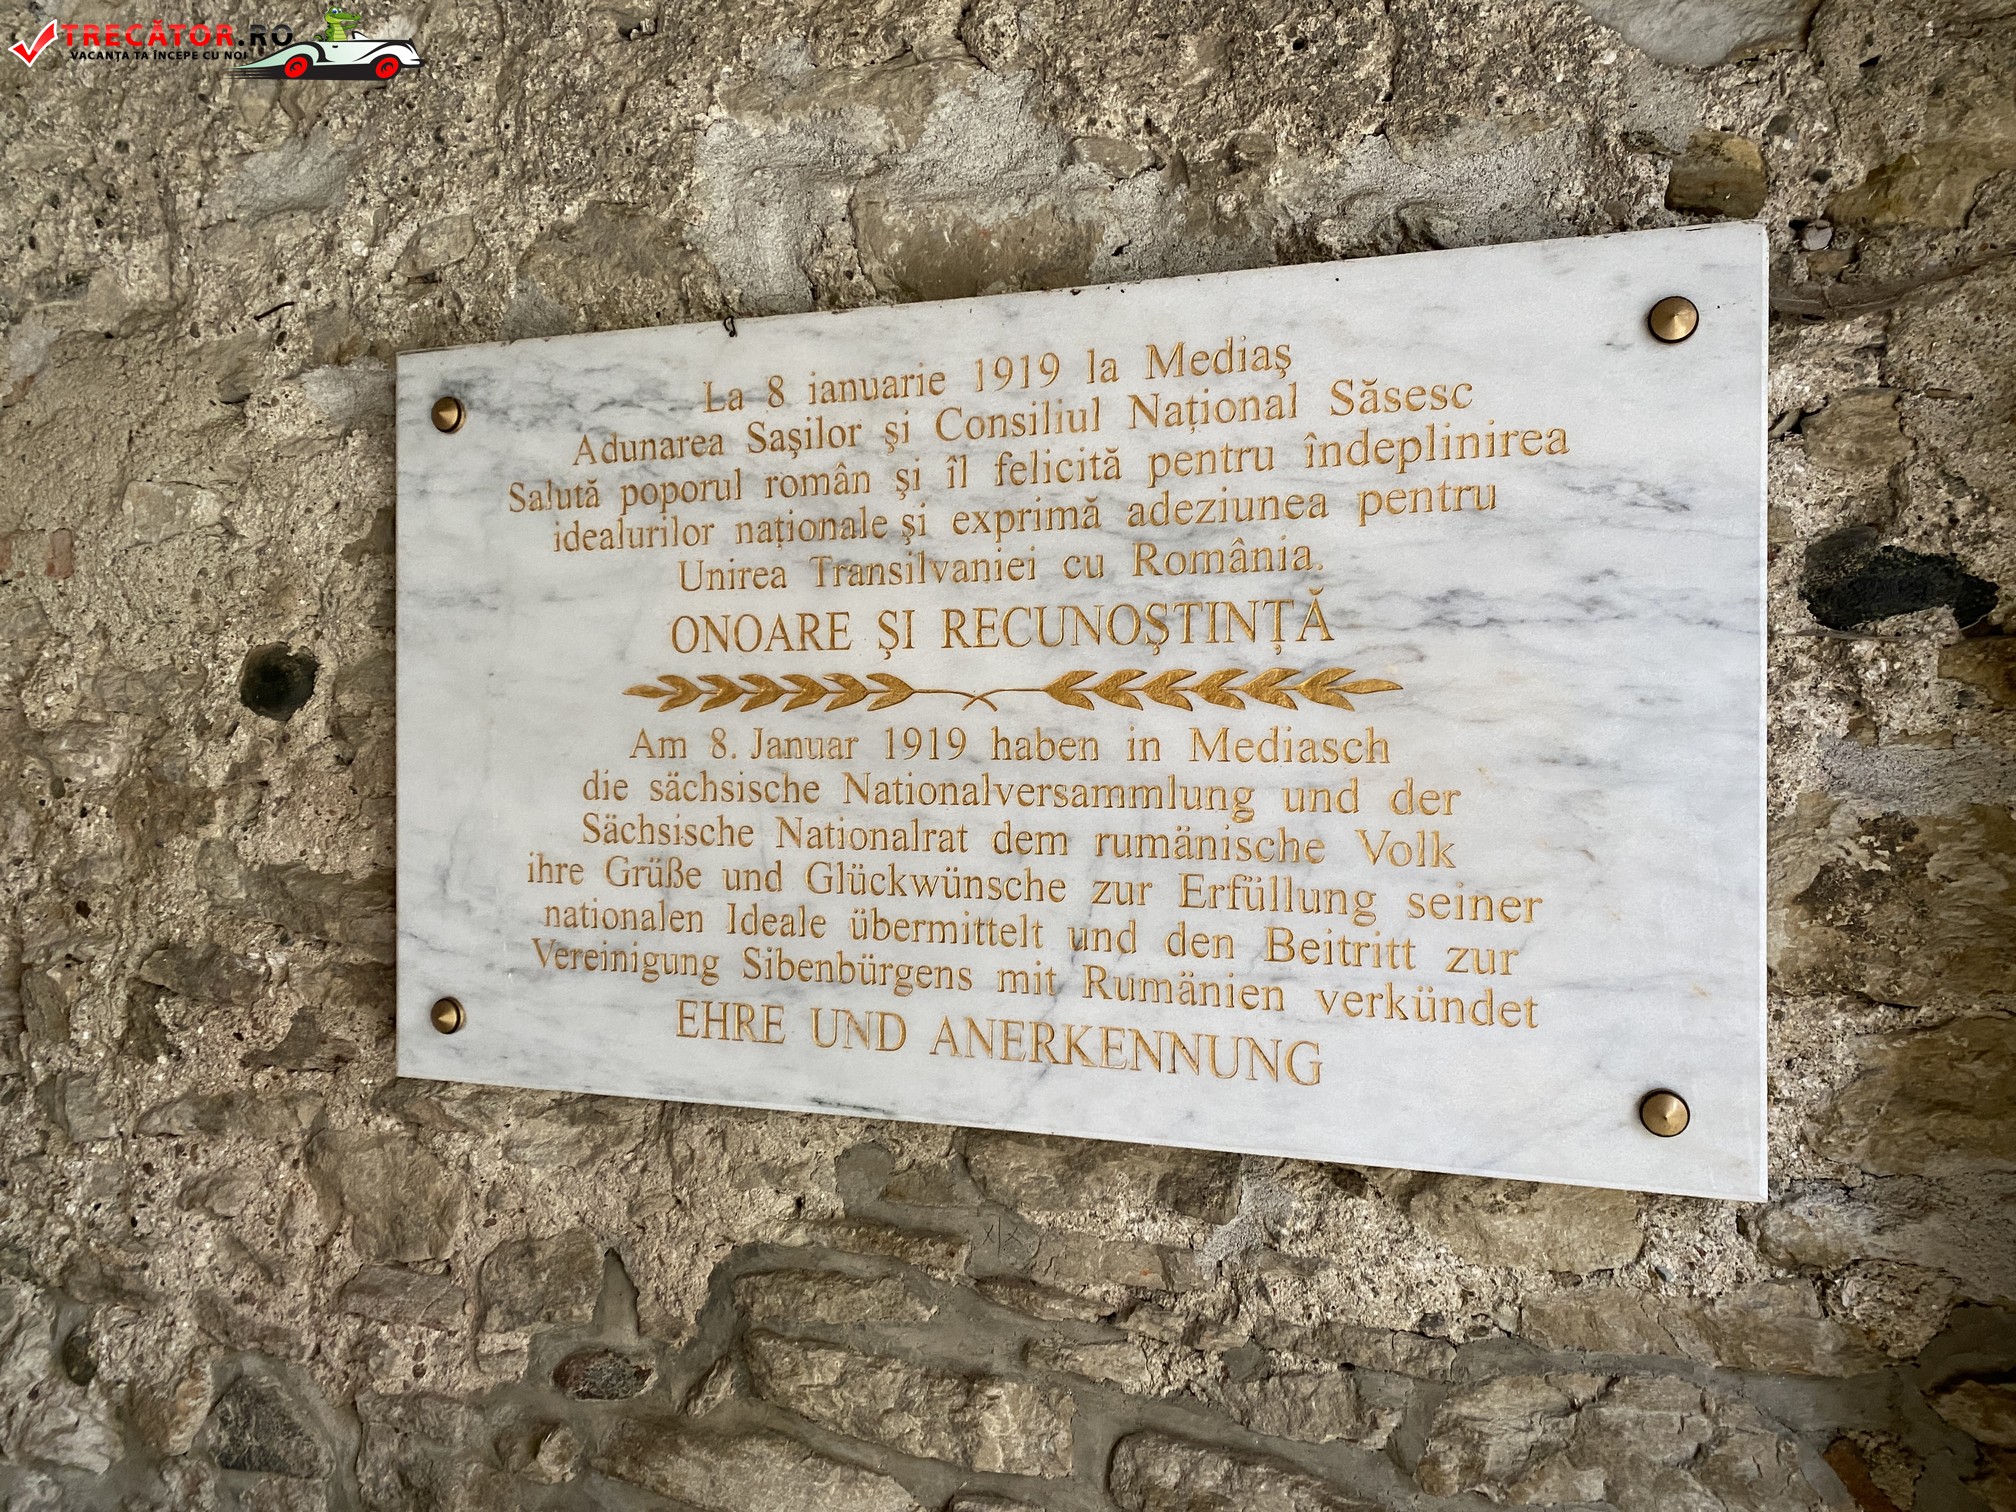 TRECĂTOR.RO
VACANȚA TA ÎNCEPE CU NOI
La 8 ianuarie 1919 la Mediaş
Adunarea Saşilor şi Consiliul Naţional Săsesc
Salută poporul român şi îl felicită pentru îndeplinirea
idealurilor naţionale şi exprimă adeziunea pentru
Unirea Transilvaniei cu România.
ONOARE ŞI RECUNOŞTINŢĂ
Am 8. Januar 1919 haben in Mediasch
die sächsische Nationalversammlung und der
Sächsische Nationalrat dem rumänische Volk
ihre Grüße und Glückwünsche zur Erfüllung seiner
nationalen Ideale übermittelt und den Beitritt zur
Vereinigung Sibenbürgens mit Rumänien verkündet
EHRE UND ANERKENNUNG